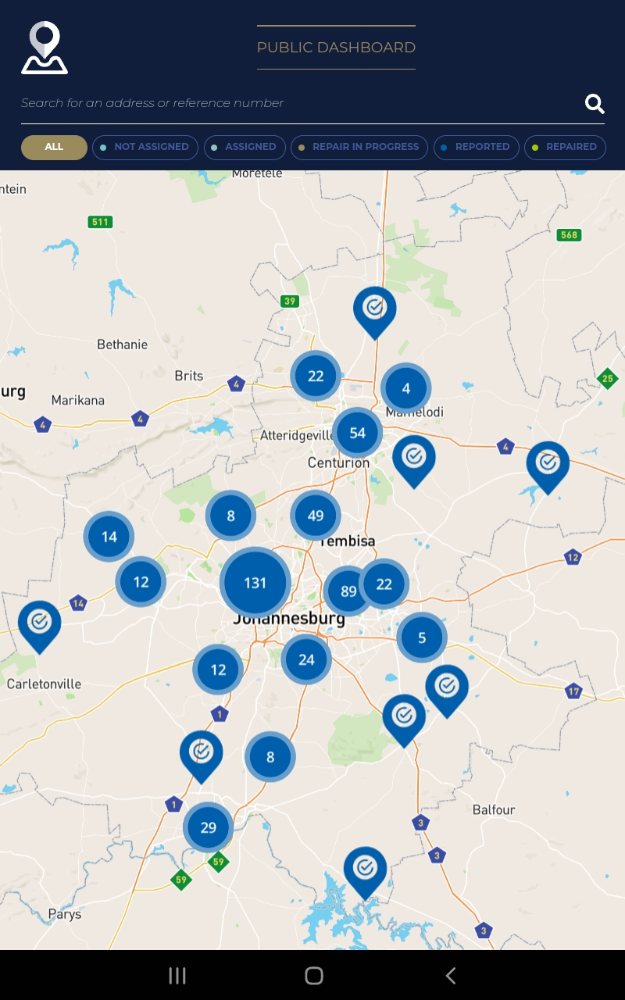 PUBLIC DASHBOARD
Search for an address or reference number
ALL
NOT ASSIGNED
ASSIGNED
REPAIR IN PROGRESS
REPORTED
REPAIRED
Moretele
ntein
511
568
39
Bethanie
Brits
4
22
4
25
urg
Marikana
4
4
Mamelodi
Atteridgeville
54
4
Centurion
8
49
14
Tembisa
12
12
131
89
22
14
Johannesburg
5
24
12
Carletonville
17
1
8
1
Balfour
29
3
59
3
59
Parys
3